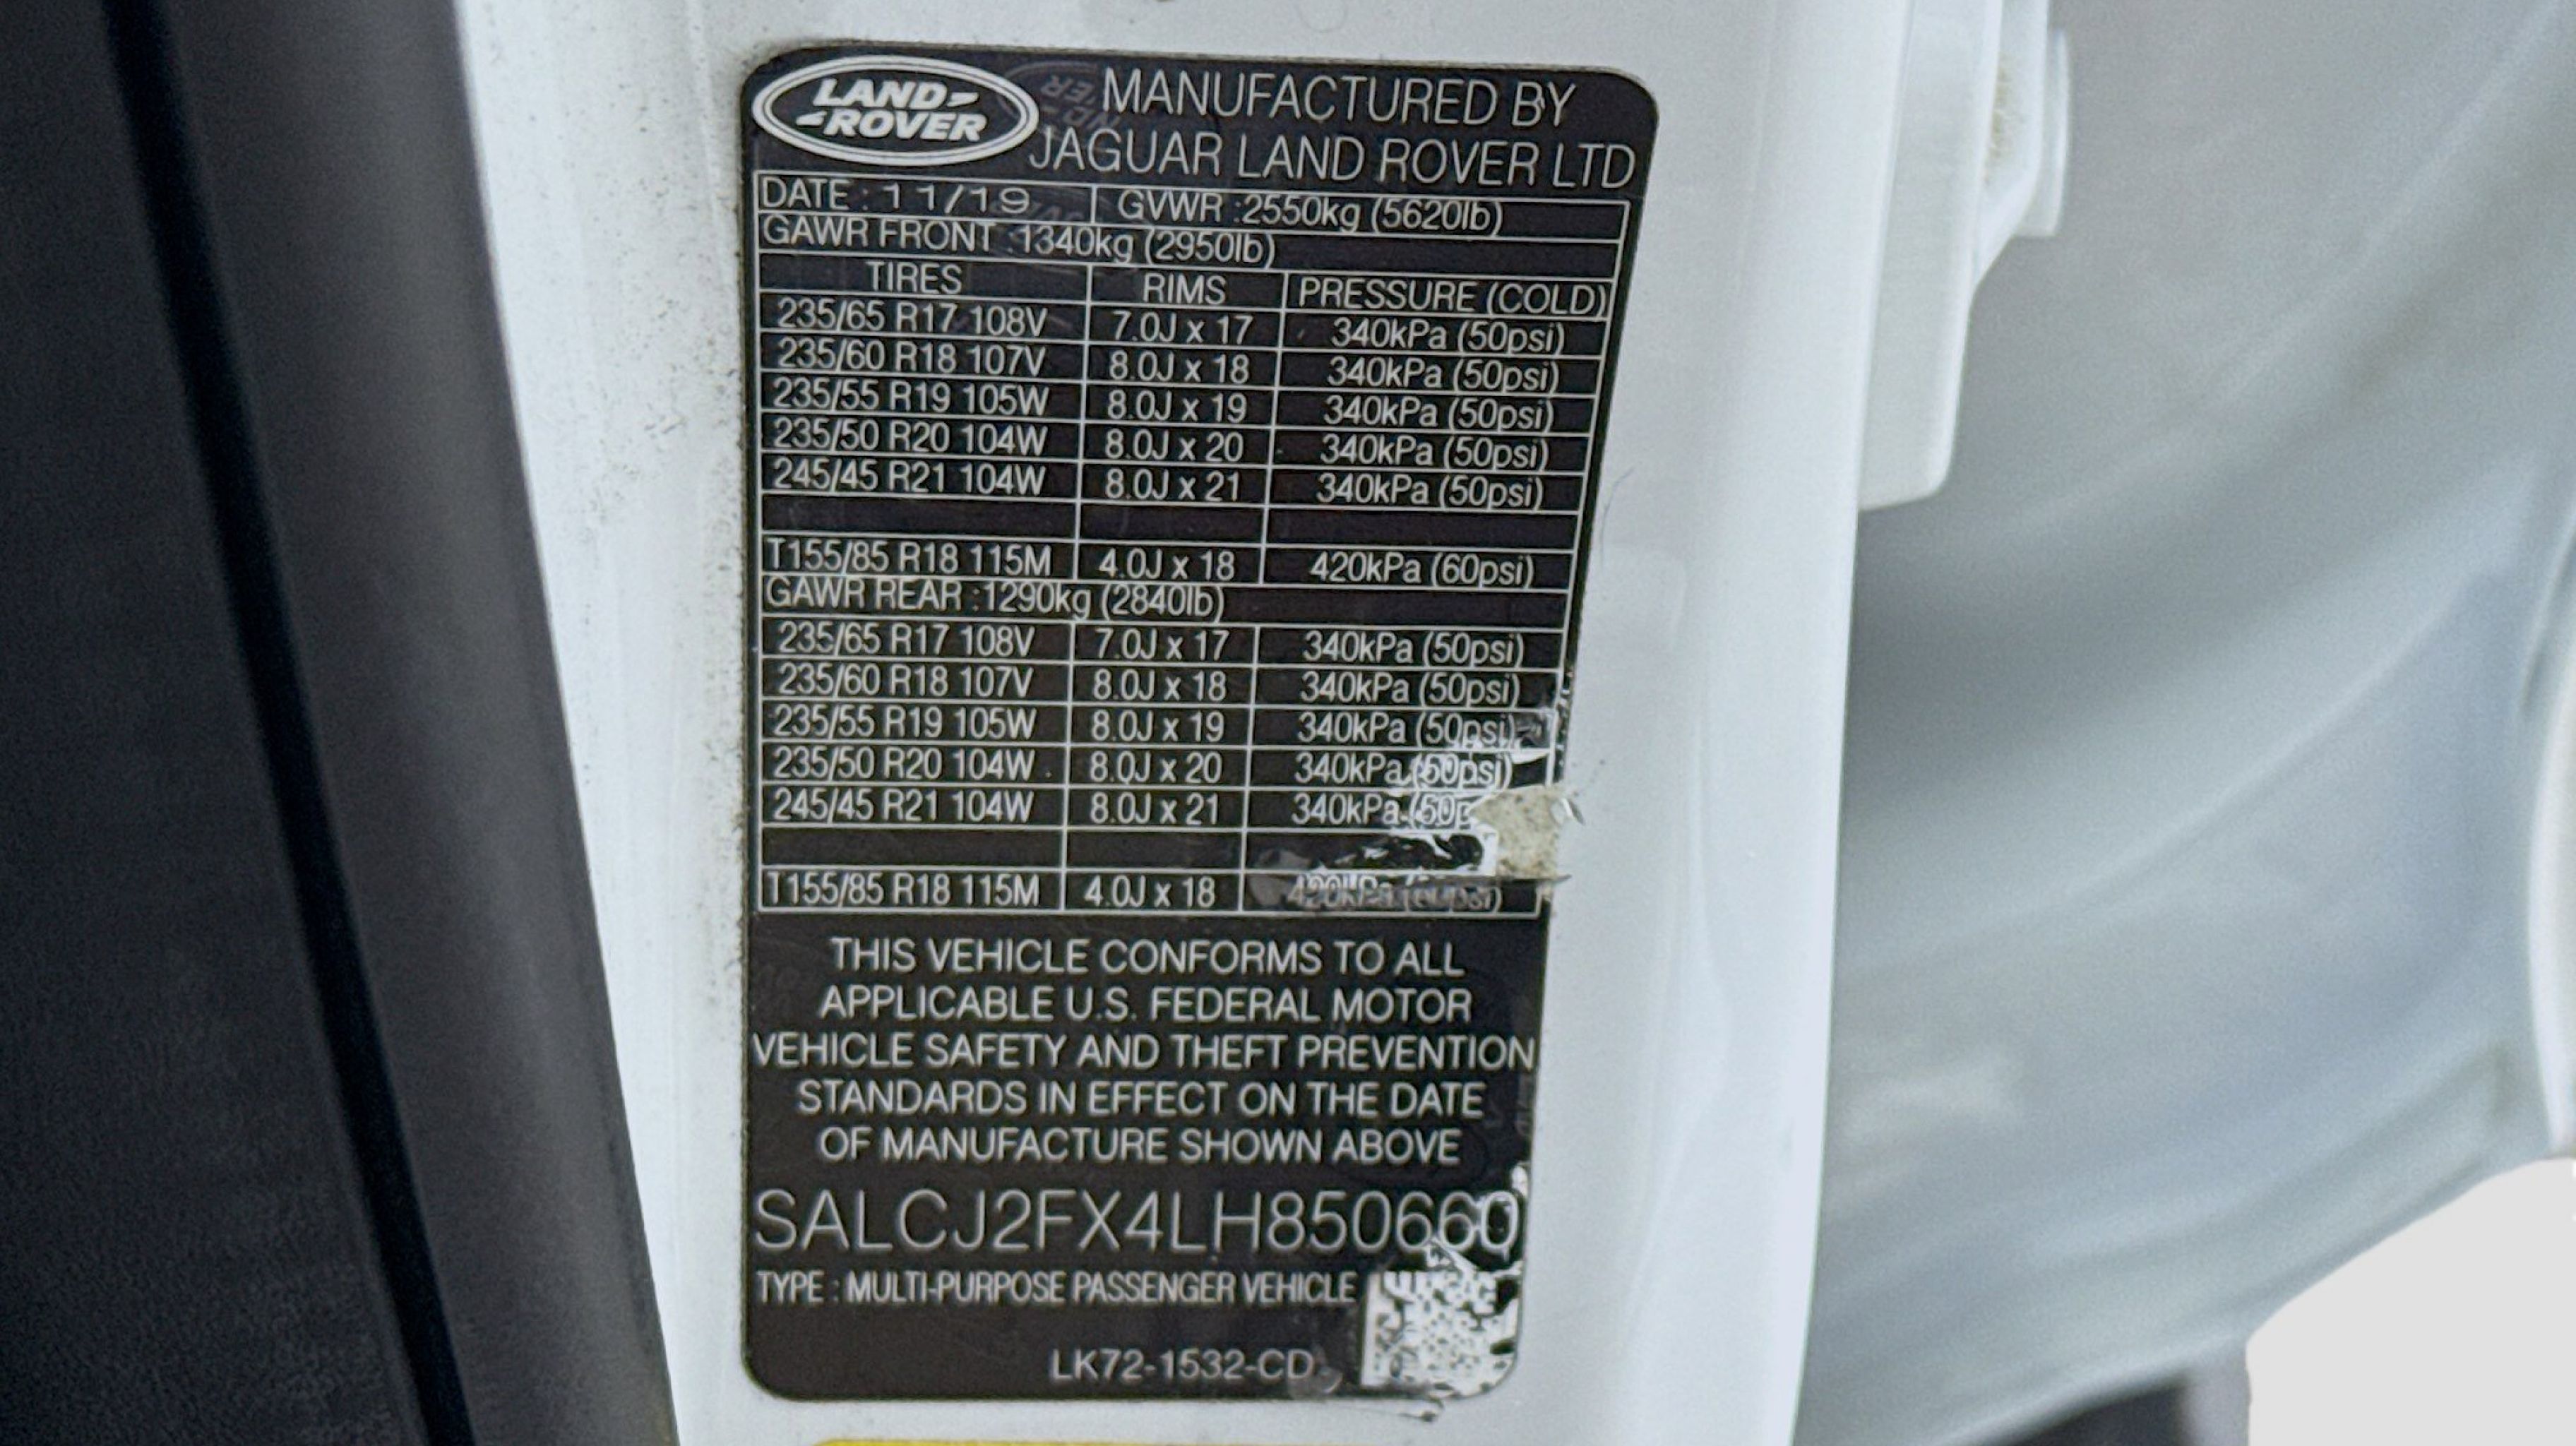 LAND
ROVER
MANUFACTURED BY
JAGUAR LAND ROVER LTD
DATE : 11/19 GVWR :2550kg (5620lb)
GAWR FRONT :1340kg (2950lb)
TIRES RIMS PRESSURE (COLD)
235/65 R17 108V 7.0J x 17 340kPa (50psi)
235/60 R18 107V 8.0J x 18 340kPa (50psi)
235/55 R19 105W 8.0J x 19 340kPa (50psi)
235/50 R20 104W 8.0J x 20 340kPa (50psi)
245/45 R21 104W 8.0J x 21 340kPa (50psi)
T155/85 R18 115M 4.0J x 18 420kPa (60psi)
GAWR REAR :1290kg (2840lb)
235/65 R17 108V 7.0J x 17 340kPa (50psi)
235/60 R18 107V 8.0J x 18 340kPa (50psi)
235/55 R19 105W 8.0J x 19 340kPa (50psi)
235/50 R20 104W 8.0J x 20 340kPa (50psi)
245/45 R21 104W 8.0J x 21 340kPa
T155/85 R18 115M 4.0J x 18 420kPa (60psi)
THIS VEHICLE CONFORMS TO ALL
APPLICABLE U.S. FEDERAL MOTOR
VEHICLE SAFETY AND THEFT PREVENTION
STANDARDS IN EFFECT ON THE DATE
OF MANUFACTURE SHOWN ABOVE
SALCJ2FX4LH850660
TYPE : MULTI-PURPOSE PASSENGER VEHICLE
LK72-1532-CD